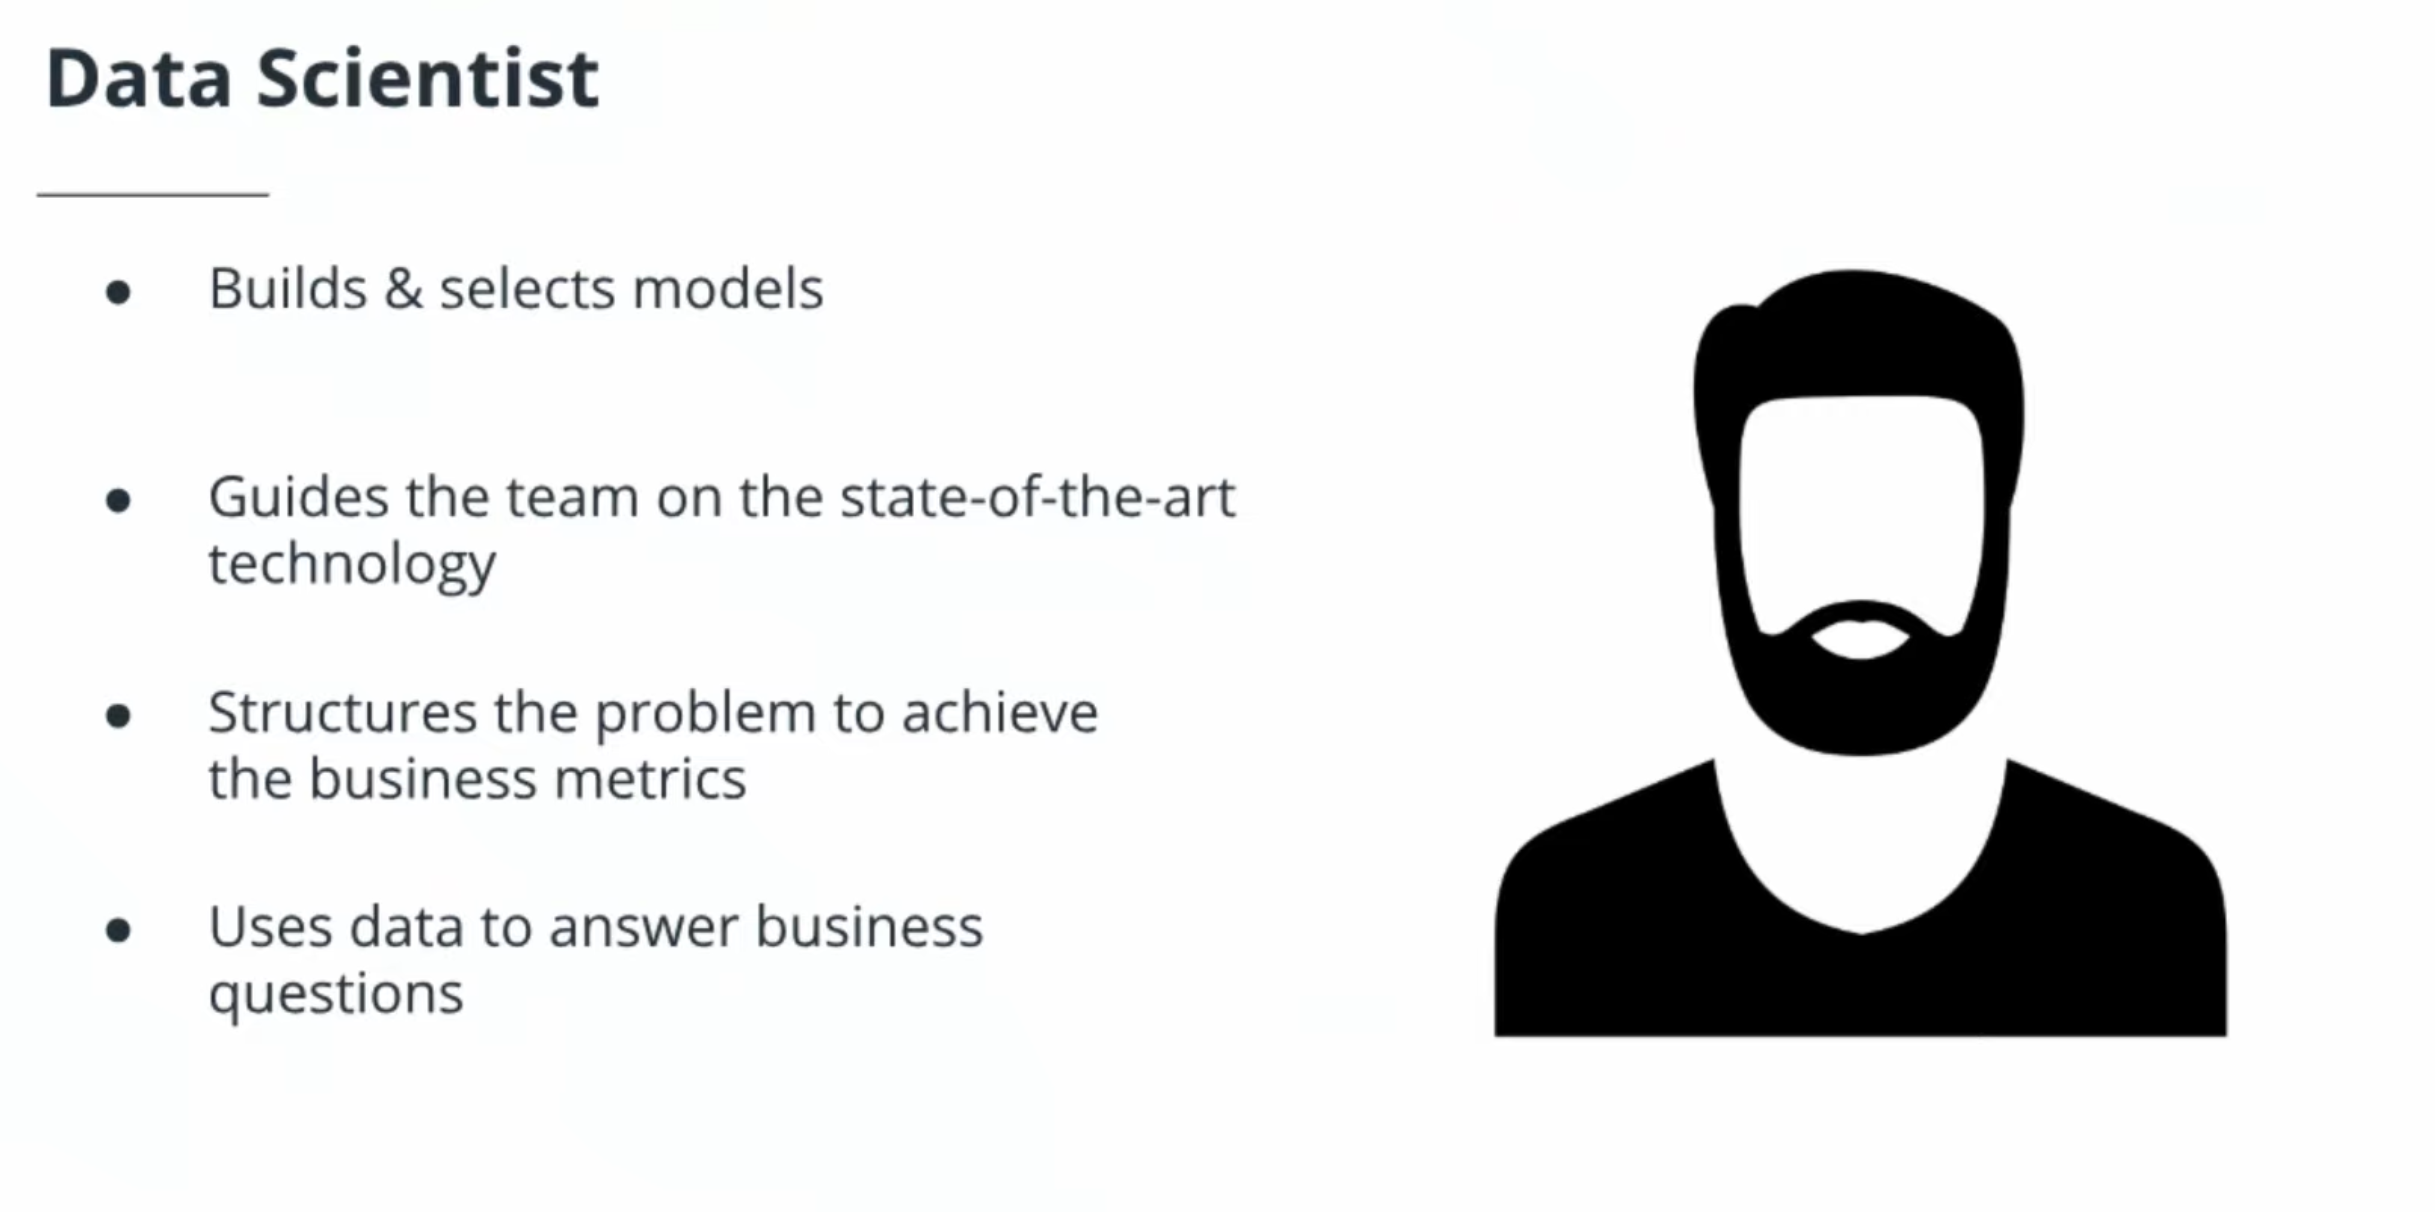 Data Scientist
● Builds & selects models
● Guides the team on the state-of-the-art
technology
● Structures the problem to achieve
the business metrics
● Uses data to answer business
questions